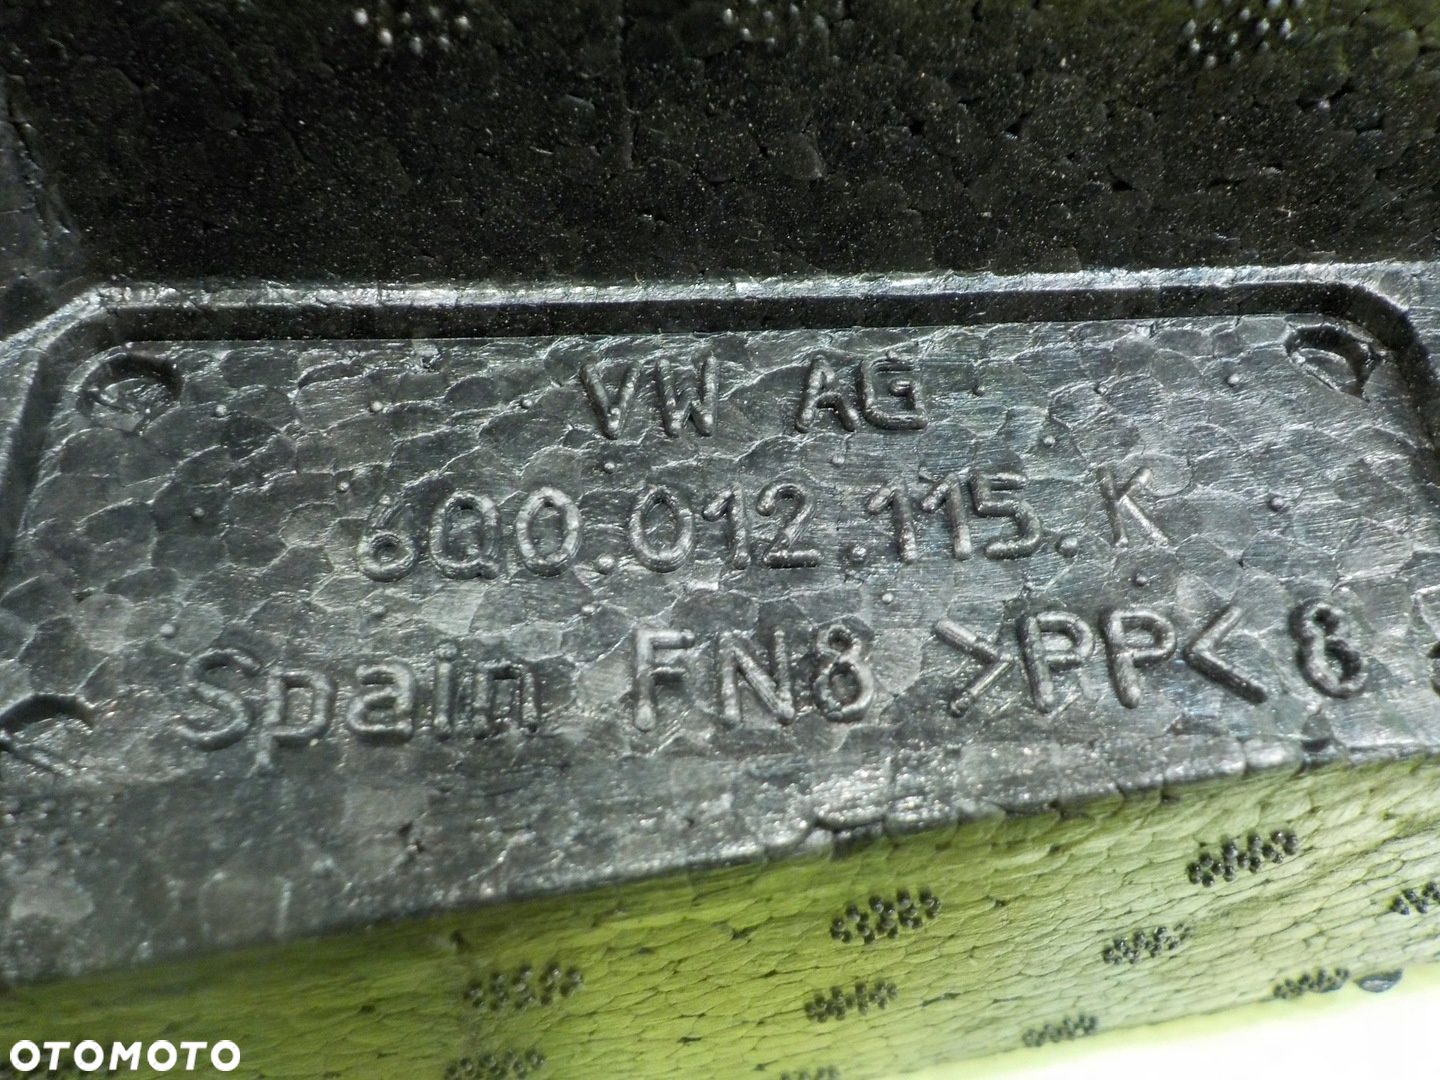 VW AG
6Q0.012.115.K
Spain FN8 >PP< 8
OTOMOTO